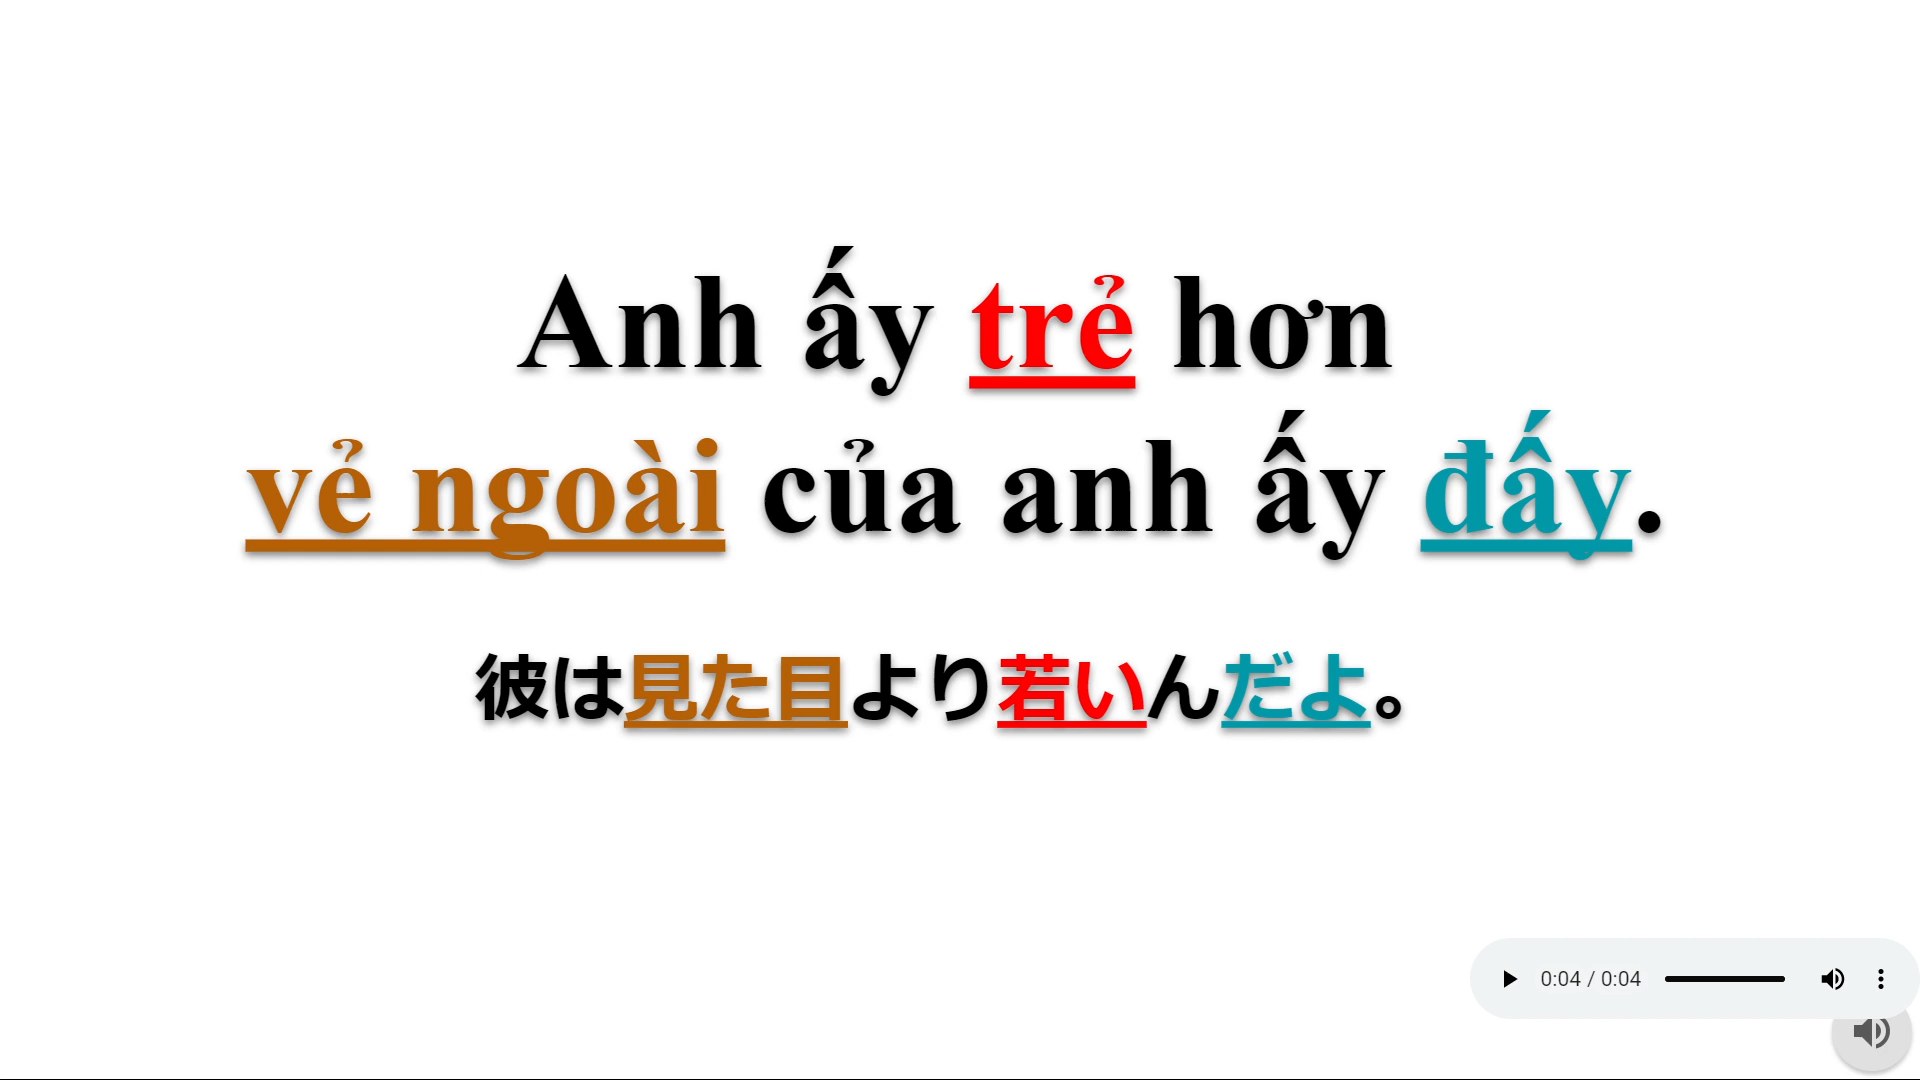 Anh ấy trẻ hơn
vẻ ngoài của anh ấy đấy.
彼は見た目より若いんだよ。
0:04 / 0:04